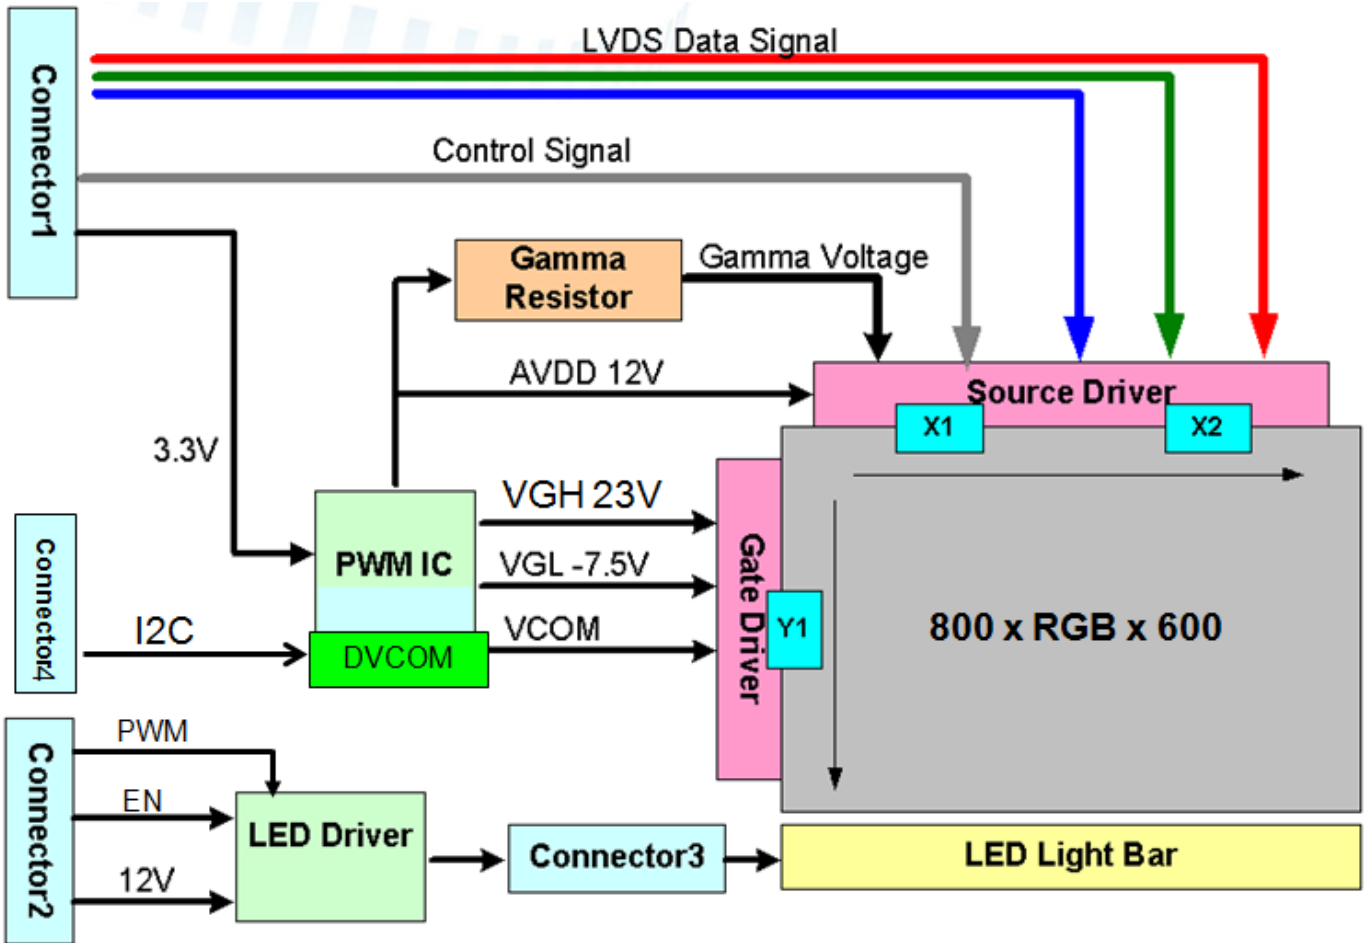 LVDS Data Signal
Connector1
Control Signal
Gamma
Resistor
Gamma Voltage
AVDD 12V
Source Driver
X1
X2
3.3V
VGH 23V
PWM IC
VGL -7.5V
Gate Driver
Connector4
I2C
DVCOM
VCOM
Y1
800 x RGB x 600
PWM
Connector2
EN
LED Driver
12V
Connector3
LED Light Bar